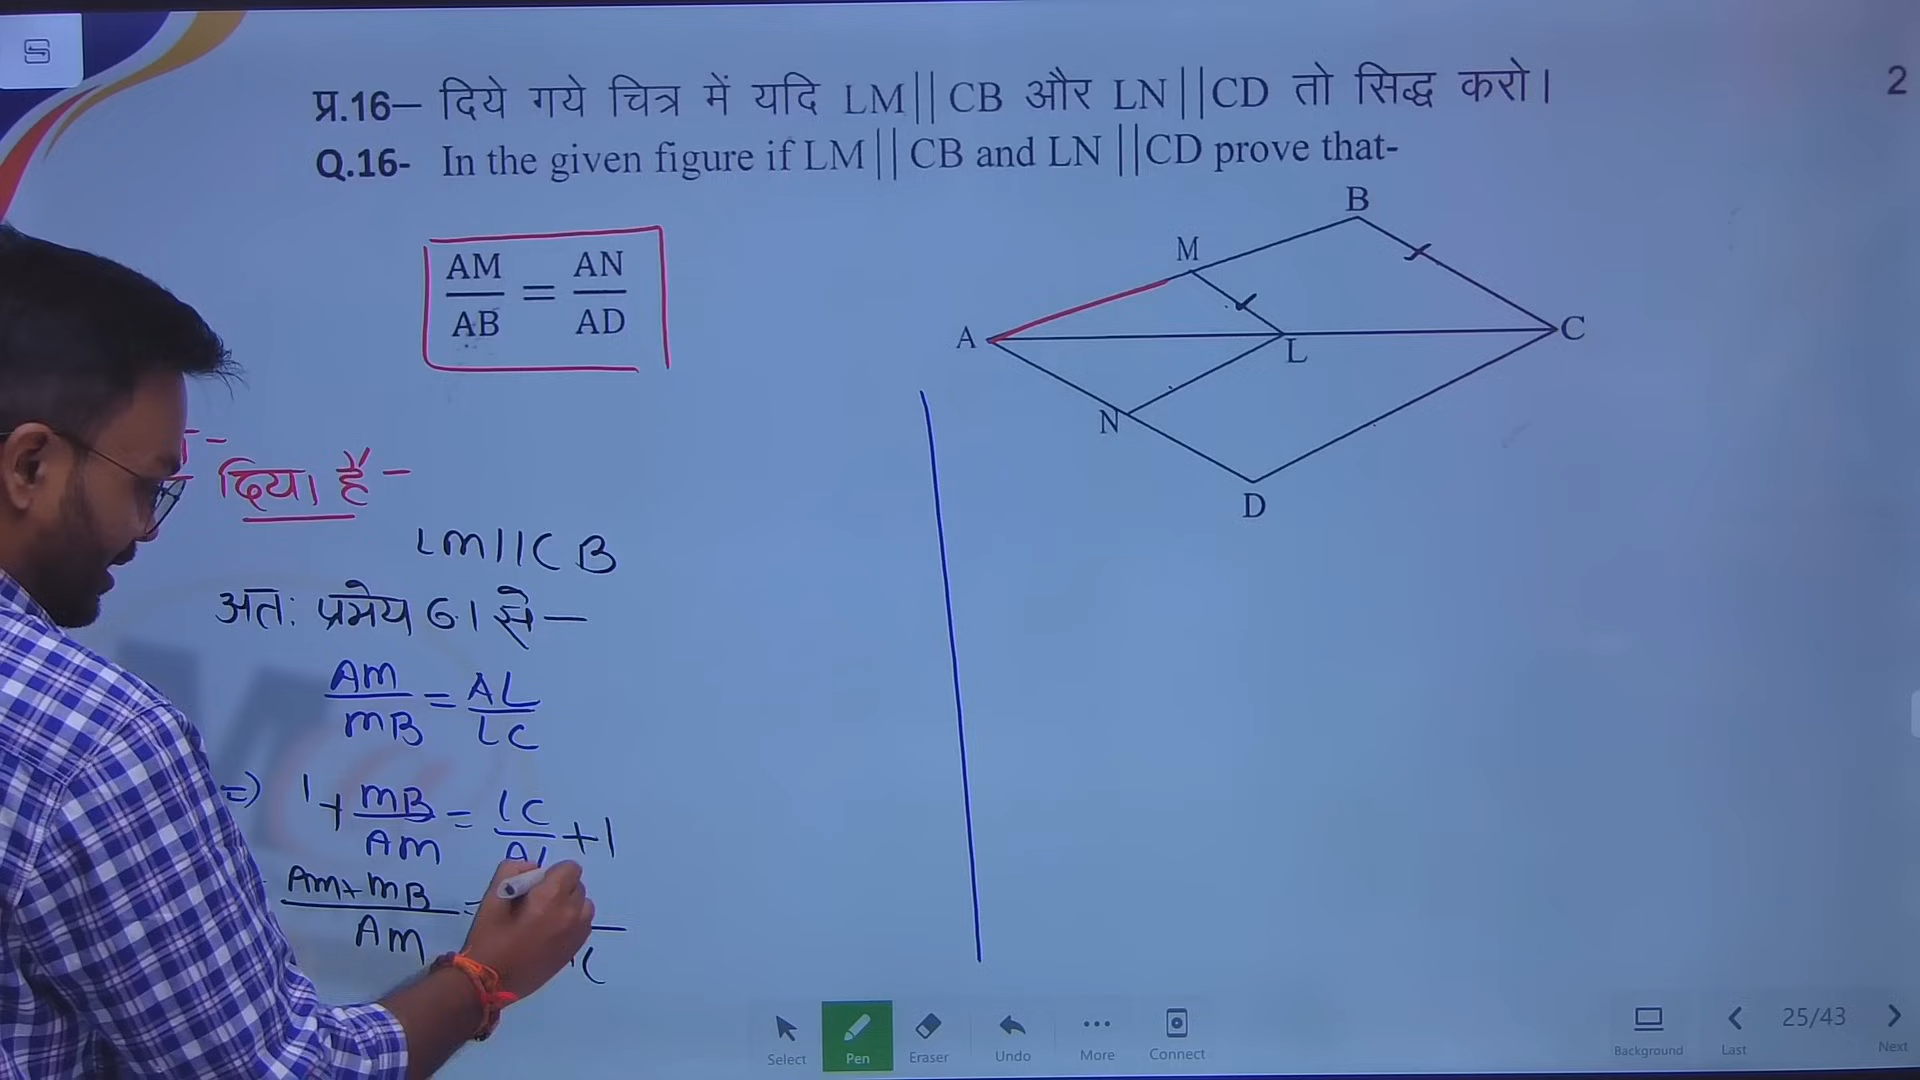 प्र.16– दिये गये चित्र में यदि LM||CB और LN||CD तो सिद्ध करो।
2
Q.16- In the given figure if LM||CB and LN||CD prove that-
AM/AB = AN/AD
B
M
A
L
C
N
D
दिया है –
LM||CB
अतः प्रमेय 6.1 से –
AM/MB = AL/LC
=) 1 + MB/AM = LC/AL + 1
AM+MB/AM =
Select
Pen
Eraser
Undo
More
Connect
Background
Last
25/43
Next